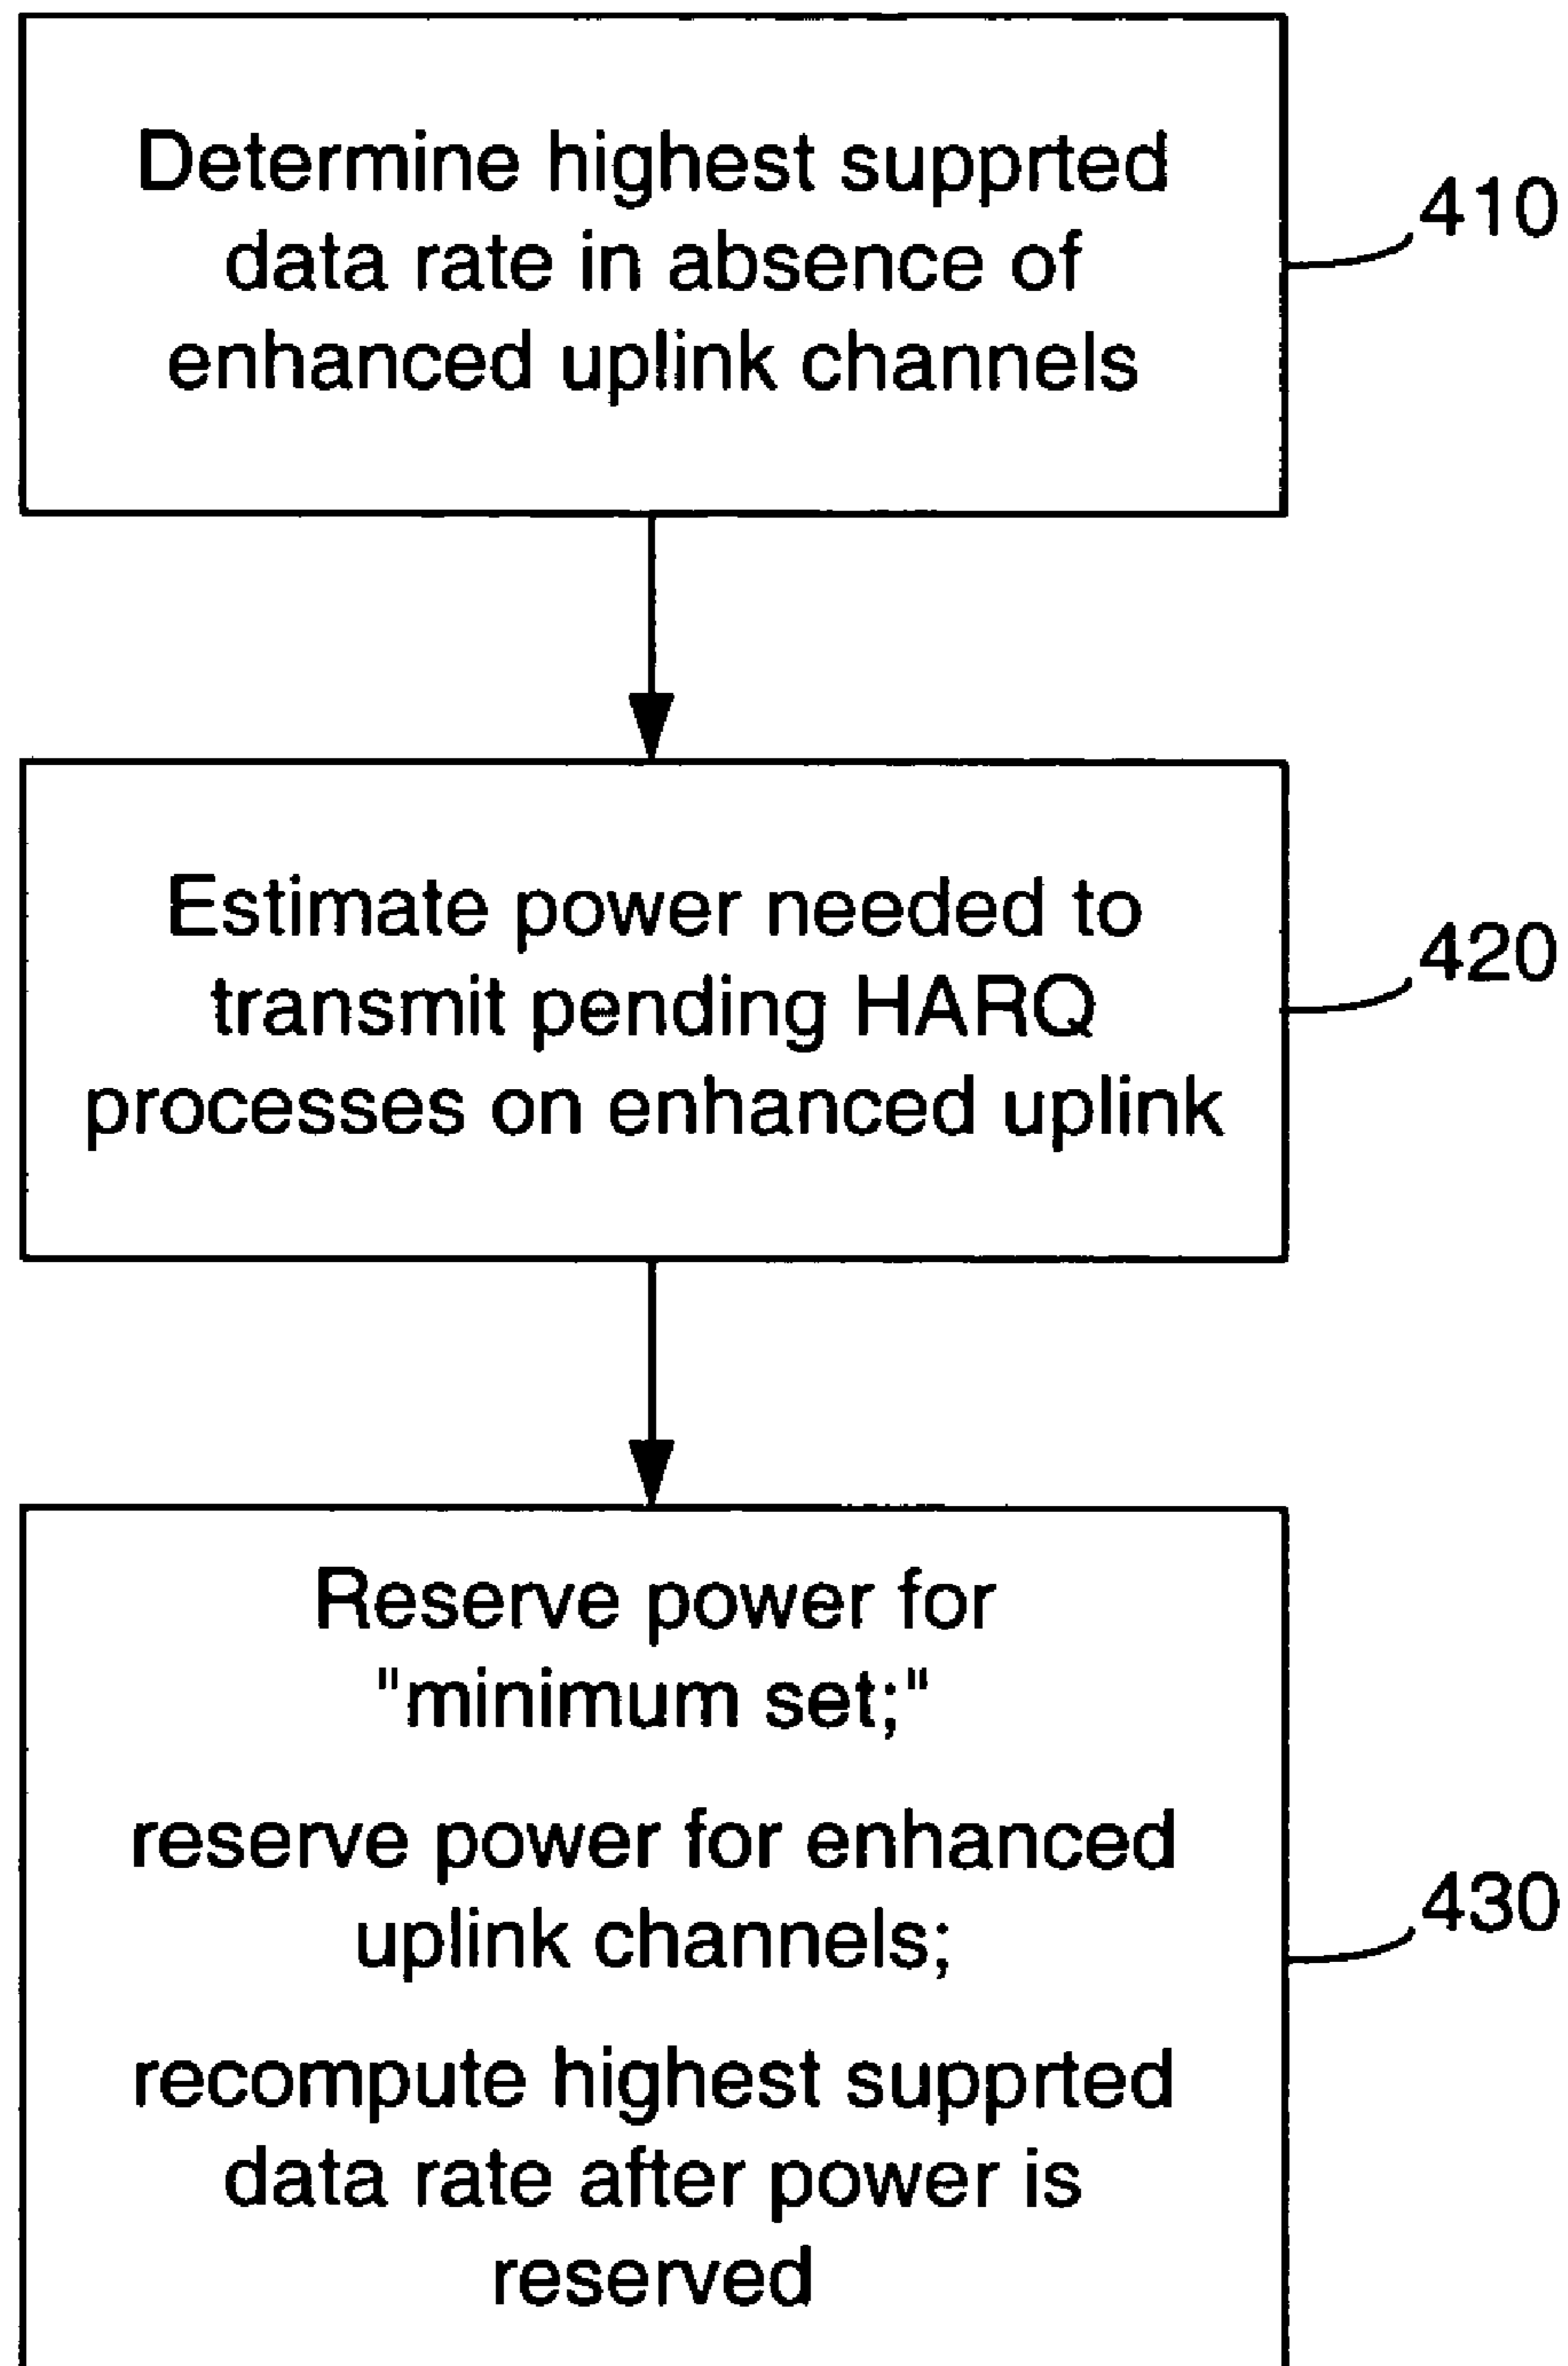 Determine highest supprted
data rate in absence of
enhanced uplink channels
410
Estimate power needed to
transmit pending HARQ
processes on enhanced uplink
420
Reserve power for
"minimum set;"
reserve power for enhanced
uplink channels;
recompute highest supprted
data rate after power is
reserved
430